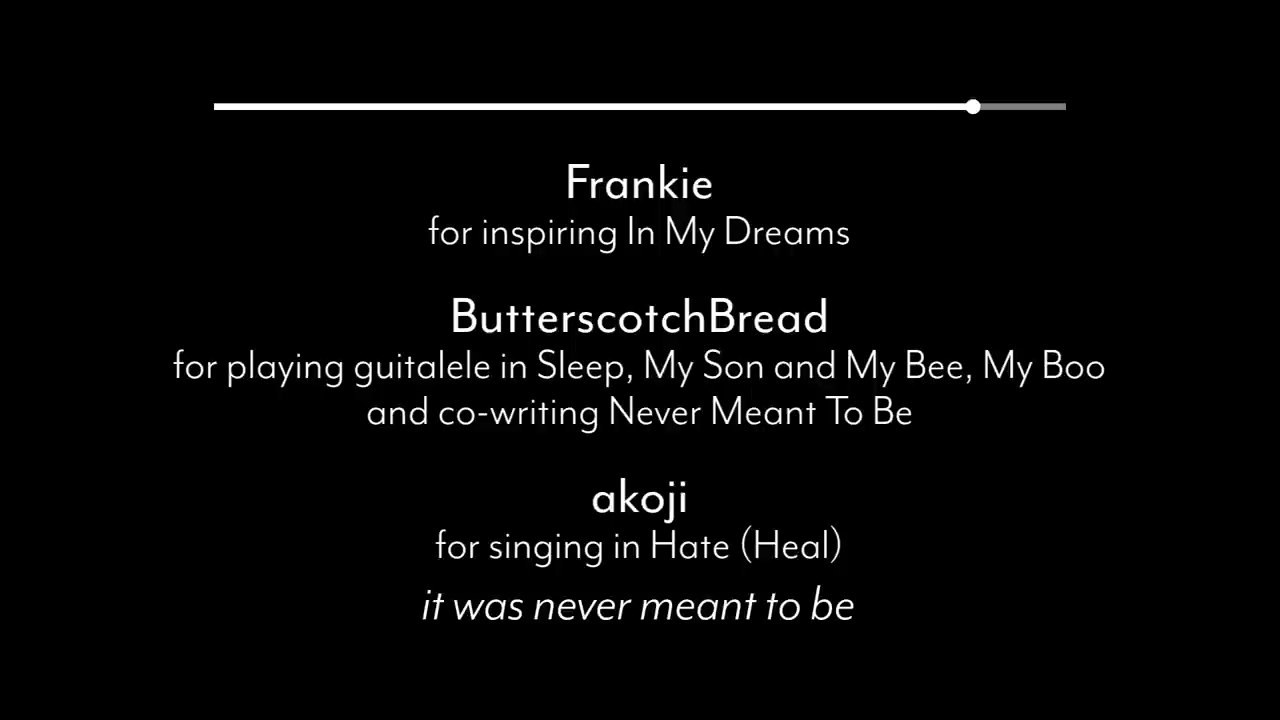 Frankie
for inspiring In My Dreams
ButterscotchBread
for playing guitalele in Sleep, My Son and My Bee, My Boo
and co-writing Never Meant To Be
akoji
for singing in Hate (Heal)
it was never meant to be